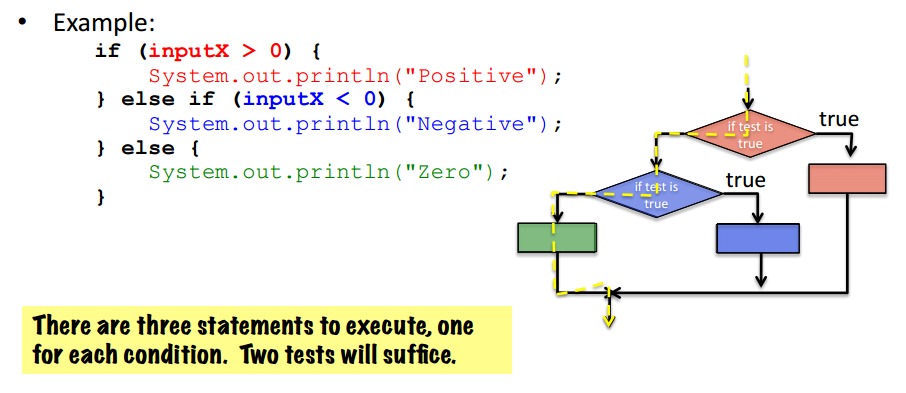 • Example:
if (inputX > 0) {
    System.out.println("Positive");
} else if (inputX < 0) {
    System.out.println("Negative");
} else {
    System.out.println("Zero");
}
if test is
true
true
if test is
true
true
There are three statements to execute, one
for each condition. Two tests will suffice.